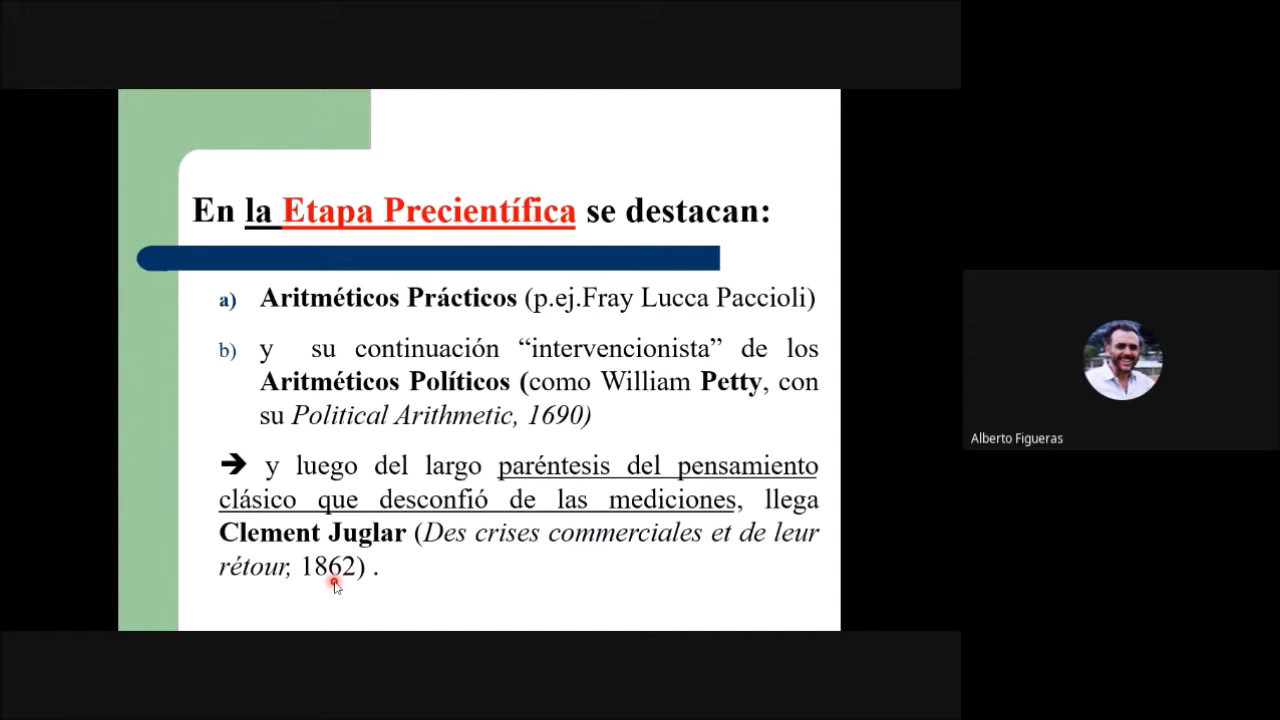 En la Etapa Precientífica se destacan:
a) Aritméticos Prácticos (p.ej.Fray Lucca Paccioli)
b) y su continuación “intervencionista” de los
Aritméticos Políticos (como William Petty, con
su Political Arithmetic, 1690)
➔ y luego del largo paréntesis del pensamiento
clásico que desconfió de las mediciones, llega
Clement Juglar (Des crises commerciales et de leur
rétour, 1862) .
Alberto Figueras